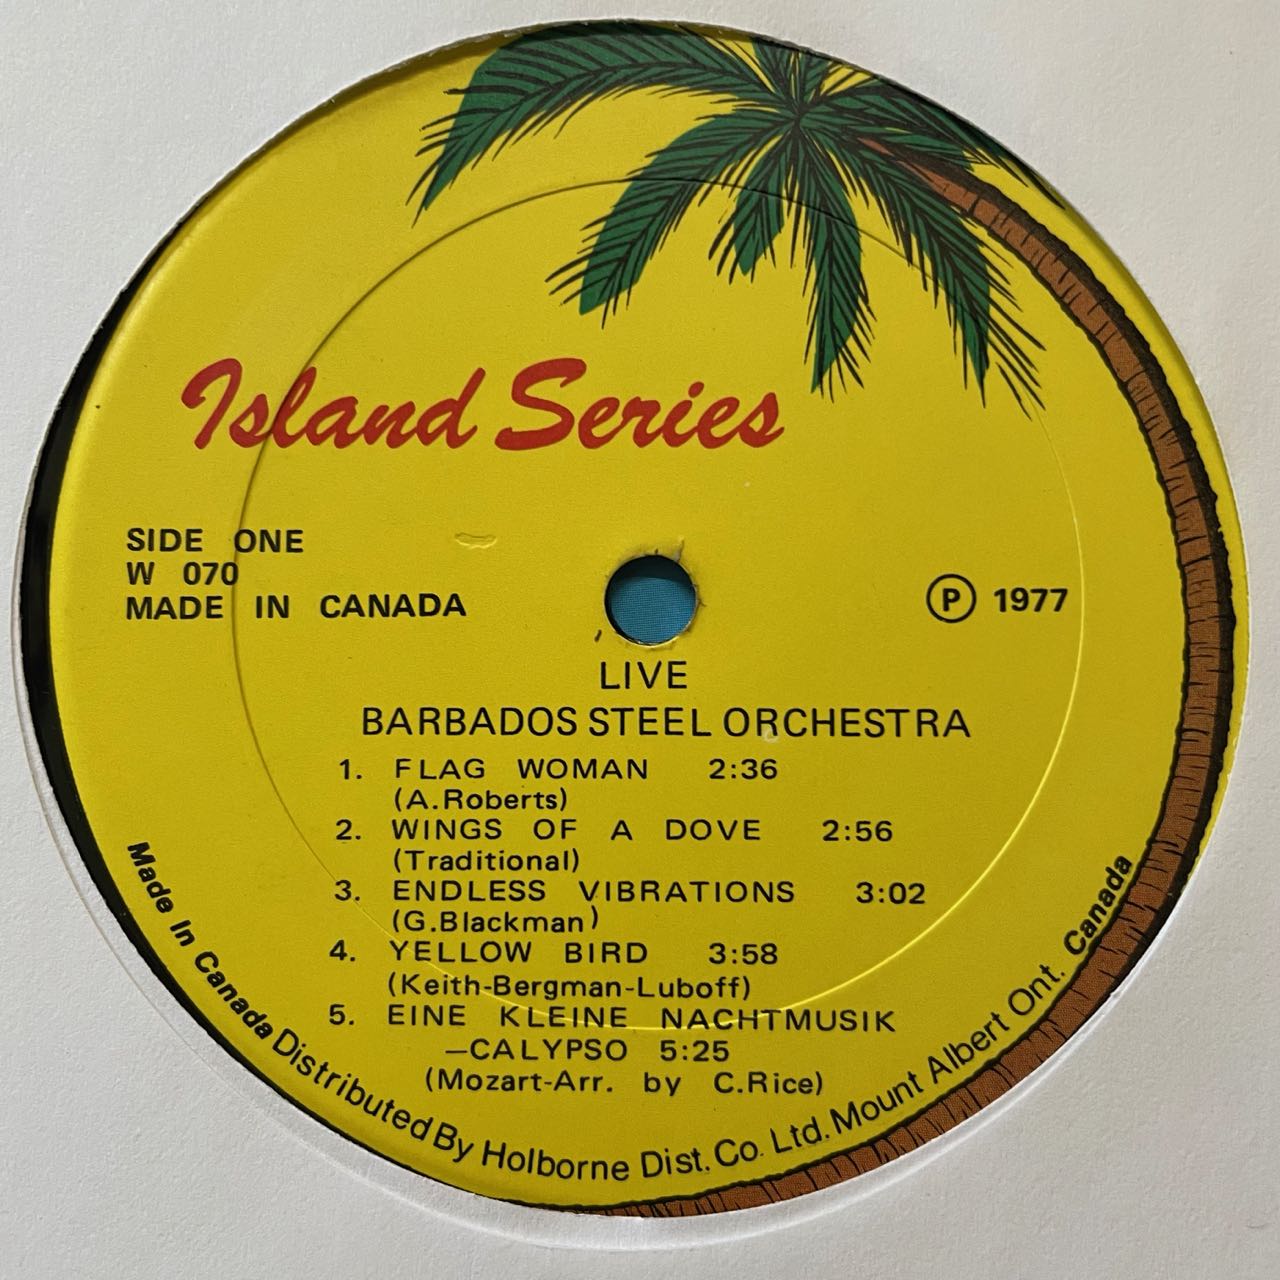 Island Series
SIDE ONE
W 070
MADE IN CANADA
Ⓟ 1977
LIVE
BARBADOS STEEL ORCHESTRA
1. FLAG WOMAN 2:36
(A.Roberts)
2. WINGS OF A DOVE 2:56
(Traditional)
3. ENDLESS VIBRATIONS 3:02
(G.Blackman)
4. YELLOW BIRD 3:58
(Keith-Bergman-Luboff)
5. EINE KLEINE NACHTMUSIK
—CALYPSO 5:25
(Mozart-Arr. by C.Rice)
Made In Canada Distributed By Holborne Dist. Co. Ltd. Mount Albert Ont. Canada